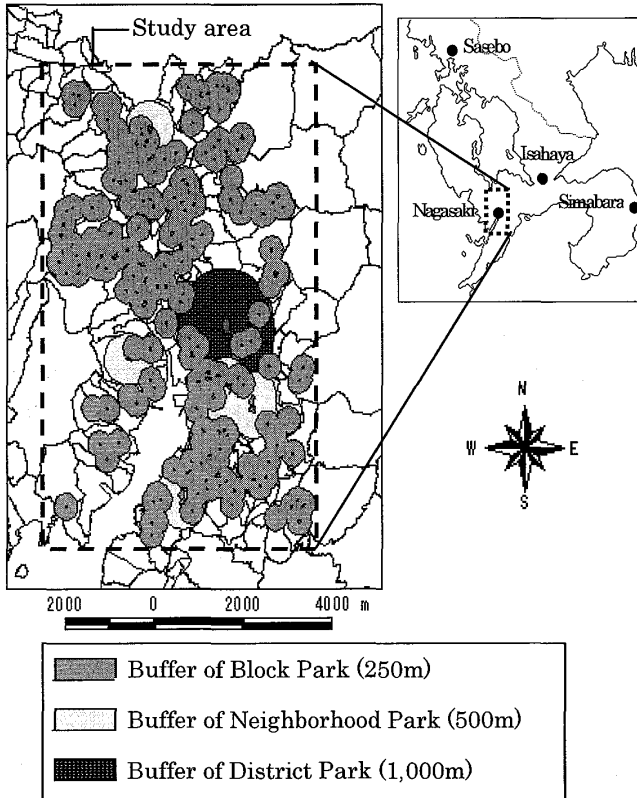 Study area
Sasebo
Isahaya
Nagasaki
Simabara
N
W E
S
2000 0 2000 4000 m
Buffer of Block Park (250m)
Buffer of Neighborhood Park (500m)
Buffer of District Park (1,000m)